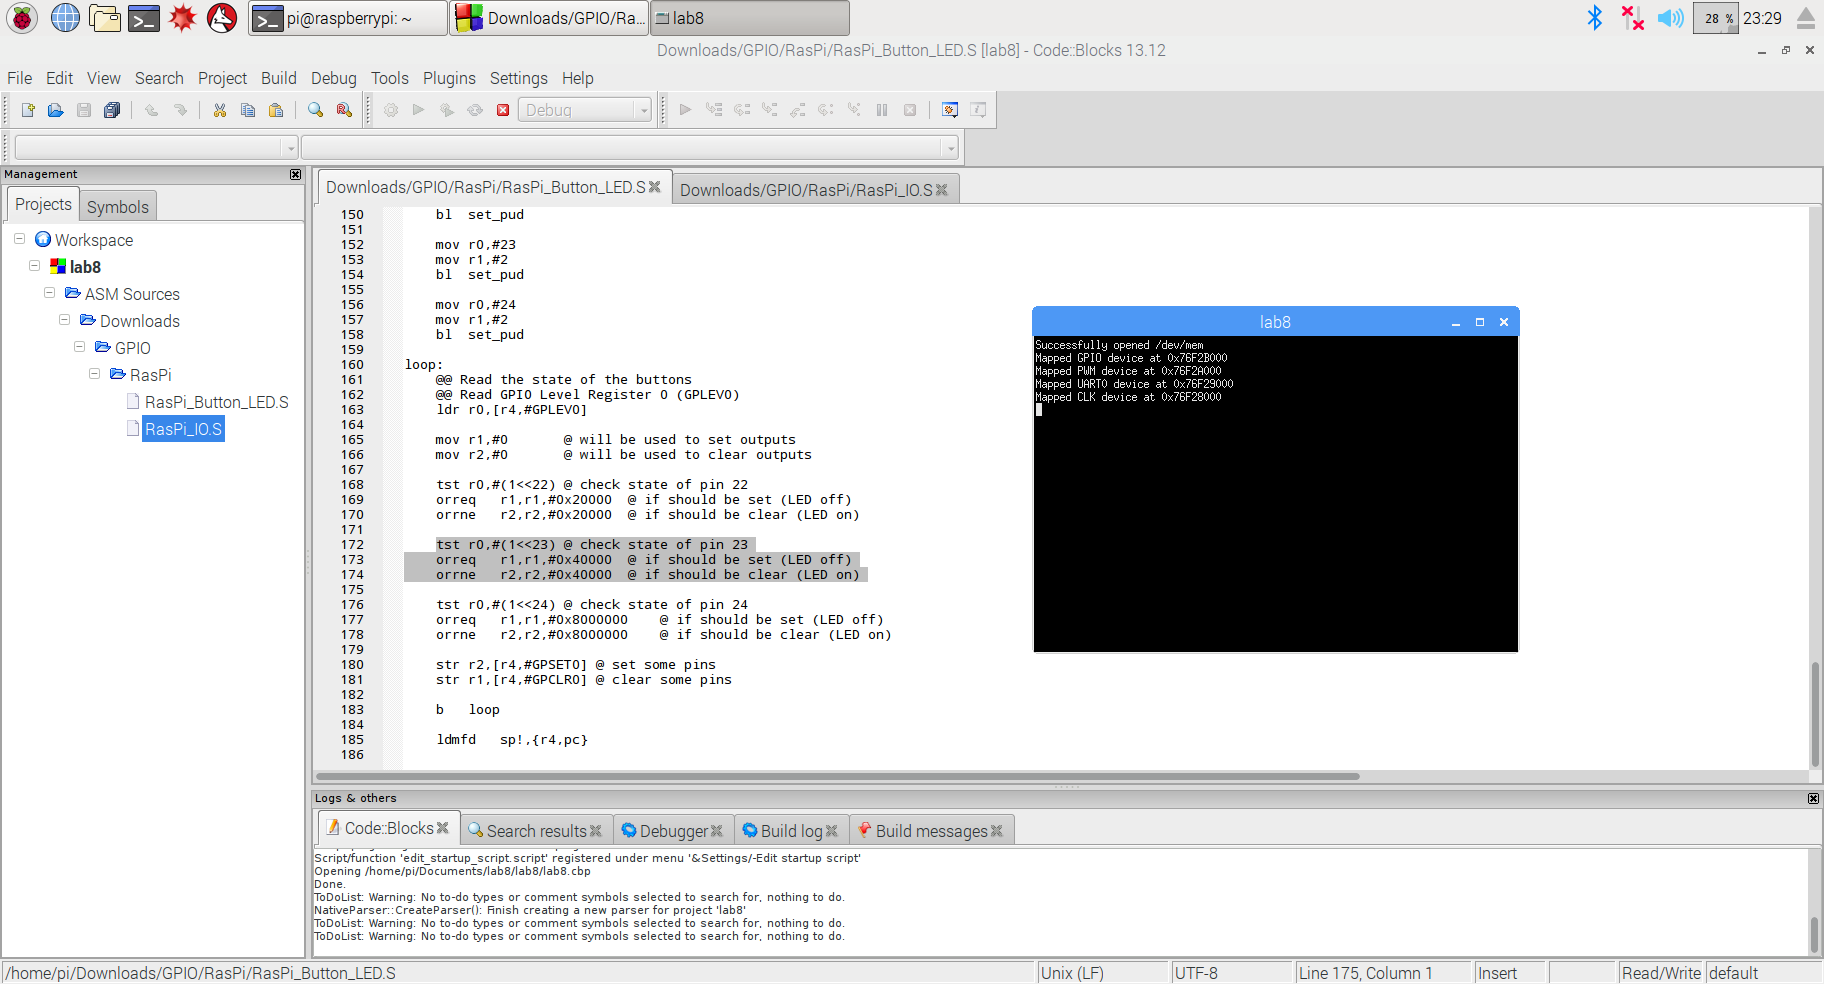 pi@raspberrypi: ~
Downloads/GPIO/Ra...
lab8
28 %
23:29
Downloads/GPIO/RasPi/RasPi_Button_LED.S [lab8] - Code::Blocks 13.12
File Edit View Search Project Build Debug Tools Plugins Settings Help
Debug
Management
Projects
Symbols
Workspace
lab8
ASM Sources
Downloads
GPIO
RasPi
RasPi_Button_LED.S
RasPi_IO.S
Downloads/GPIO/RasPi/RasPi_Button_LED.S
Downloads/GPIO/RasPi/RasPi_IO.S
150 bl set_pud
151
152 mov r0,#23
153 mov r1,#2
154 bl set_pud
155
156 mov r0,#24
157 mov r1,#2
158 bl set_pud
159
160 loop:
161 @@ Read the state of the buttons
162 @@ Read GPIO Level Register 0 (GPLEV0)
163 ldr r0,[r4,#GPLEV0]
164
165 mov r1,#0 @ will be used to set outputs
166 mov r2,#0 @ will be used to clear outputs
167
168 tst r0,#(1<<22) @ check state of pin 22
169 orreq r1,r1,#0x20000 @ if should be set (LED off)
170 orrne r2,r2,#0x20000 @ if should be clear (LED on)
171
172 tst r0,#(1<<23) @ check state of pin 23
173 orreq r1,r1,#0x40000 @ if should be set (LED off)
174 orrne r2,r2,#0x40000 @ if should be clear (LED on)
175
176 tst r0,#(1<<24) @ check state of pin 24
177 orreq r1,r1,#0x8000000 @ if should be set (LED off)
178 orrne r2,r2,#0x8000000 @ if should be clear (LED on)
179
180 str r2,[r4,#GPSET0] @ set some pins
181 str r1,[r4,#GPCLR0] @ clear some pins
182
183 b loop
184
185 ldmfd sp!,{r4,pc}
186
lab8
Successfully opened /dev/mem
Mapped GPIO device at 0x76F2B000
Mapped PWM device at 0x76F2A000
Mapped UART0 device at 0x76F29000
Mapped CLK device at 0x76F28000
Logs & others
Code::Blocks
Search results
Debugger
Build log
Build messages
Script/function 'edit_startup_script.script' registered under menu '&Settings/-Edit startup script'
Opening /home/pi/Documents/lab8/lab8/lab8.cbp
Done.
ToDoList: Warning: No to-do types or comment symbols selected to search for, nothing to do.
NativeParser::CreateParser(): Finish creating a new parser for project 'lab8'
ToDoList: Warning: No to-do types or comment symbols selected to search for, nothing to do.
ToDoList: Warning: No to-do types or comment symbols selected to search for, nothing to do.
/home/pi/Downloads/GPIO/RasPi/RasPi_Button_LED.S
Unix (LF)
UTF-8
Line 175, Column 1
Insert
Read/Write
default